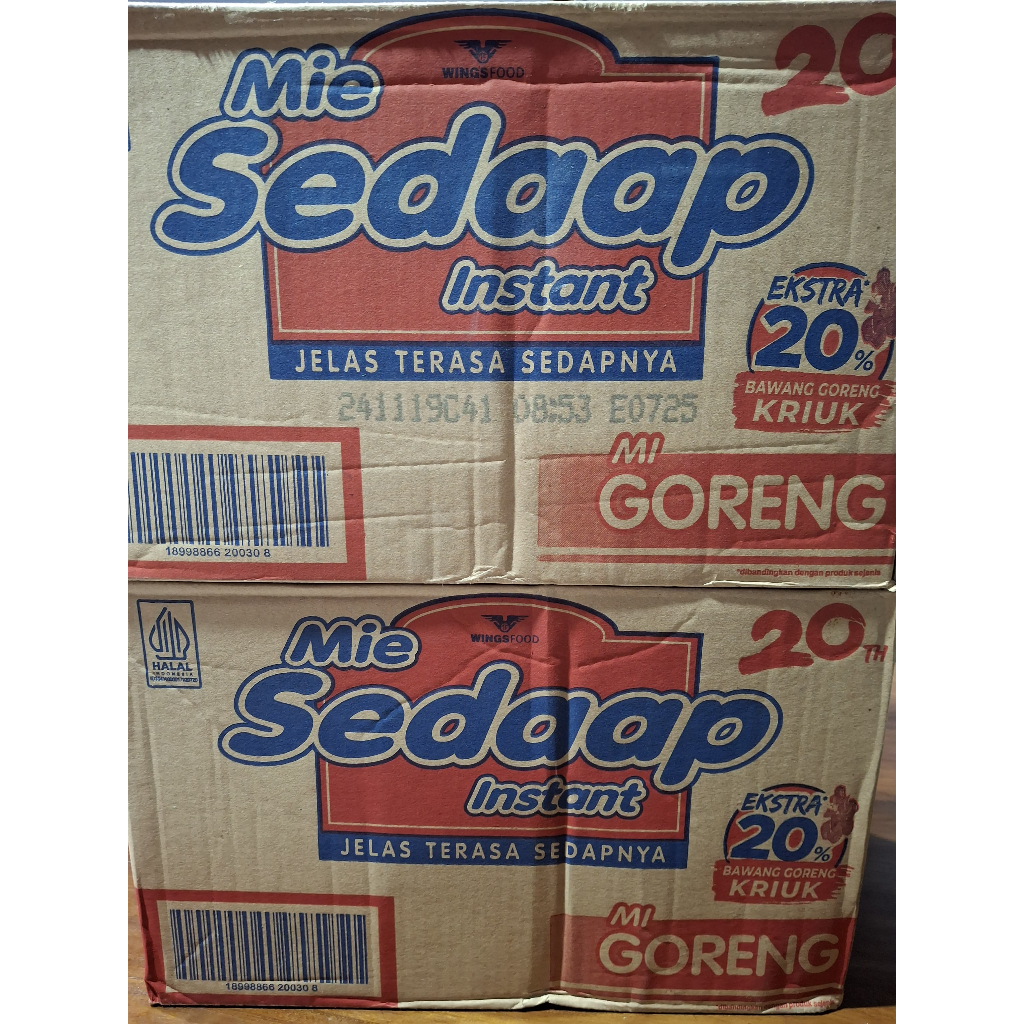 WINGSFOOD
20
Mie
Sedaap
Instant
JELAS TERASA SEDAPNYA
EKSTRA*
20%
BAWANG GORENG
KRIUK
241119C41 08:53 E0725
MI
GORENG
18998866 20030 8
*dibandingkan dengan produk sejenis
HALAL
INDONESIA
WINGSFOOD
20TH
Mie
Sedaap
Instant
JELAS TERASA SEDAPNYA
EKSTRA*
20%
BAWANG GORENG
KRIUK
MI
GORENG
18998866 20030 8